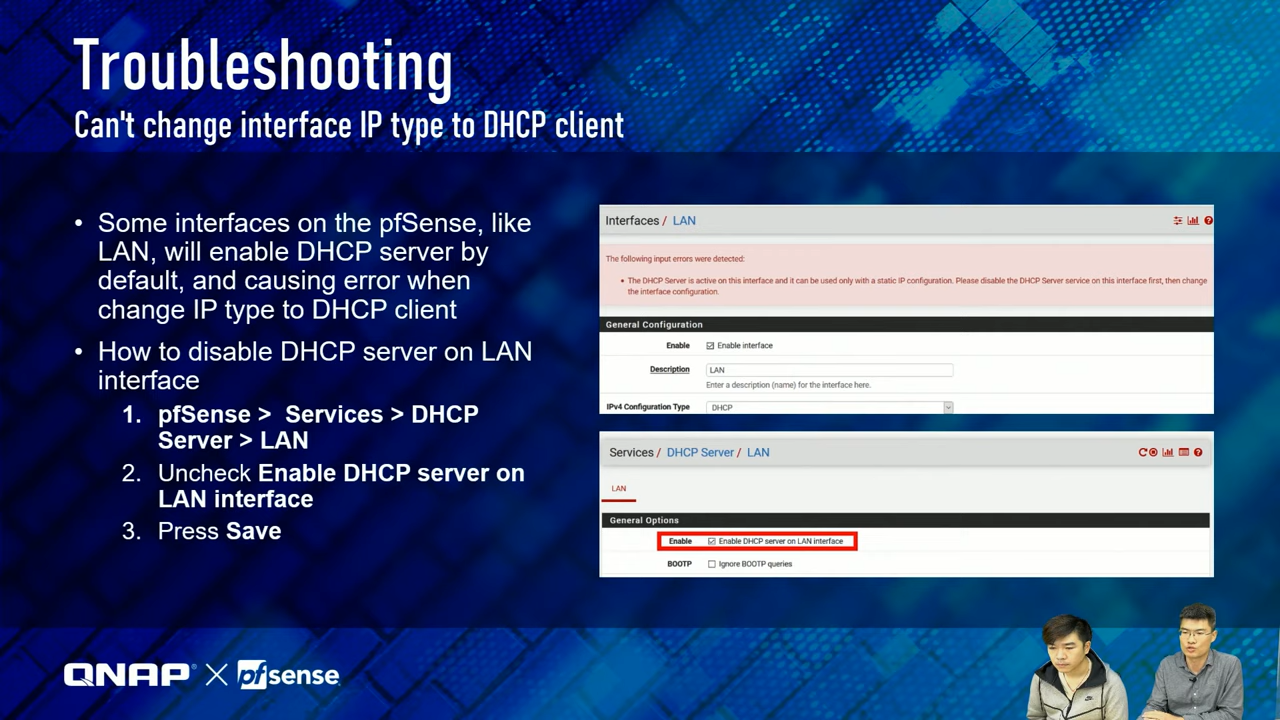 Troubleshooting
Can't change interface IP type to DHCP client
• Some interfaces on the pfSense, like
LAN, will enable DHCP server by
default, and causing error when
change IP type to DHCP client
• How to disable DHCP server on LAN
interface
1. pfSense > Services > DHCP
Server > LAN
2. Uncheck Enable DHCP server on
LAN interface
3. Press Save
Interfaces / LAN
The following input errors were detected:
• The DHCP Server is active on this interface and it can be used only with a static IP configuration. Please disable the DHCP Server service on this interface first, then change
the interface configuration.
General Configuration
Enable Enable interface
Description LAN
Enter a description (name) for the interface here.
IPv4 Configuration Type DHCP
Services / DHCP Server / LAN
LAN
General Options
Enable Enable DHCP server on LAN interface
BOOTP Ignore BOOTP queries
QNAP × pfsense